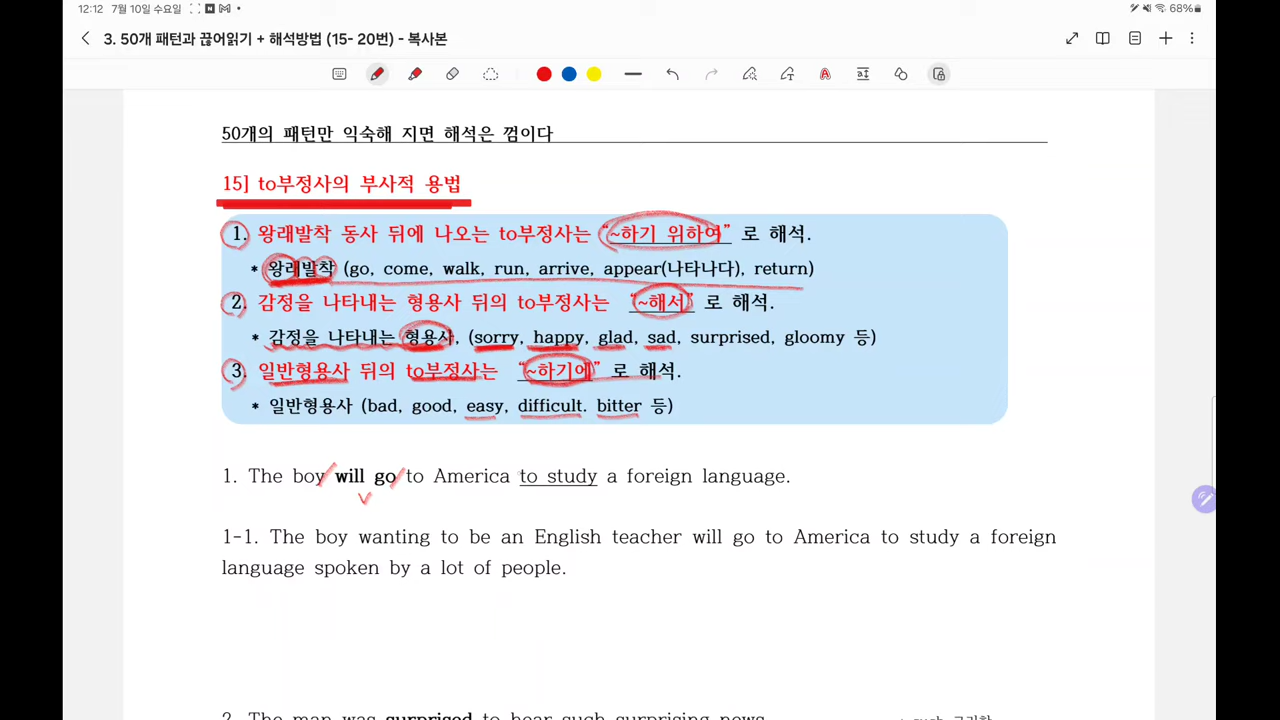 12:12 7월 10일 수요일
68%
3. 50개 패턴과 끊어읽기 + 해석방법 (15- 20번) - 복사본
50개의 패턴만 익숙해 지면 해석은 껌이다
15] to부정사의 부사적 용법
1. 왕래발착 동사 뒤에 나오는 to부정사는 "~하기 위하여" 로 해석.
* 왕래발착 (go, come, walk, run, arrive, appear(나타나다), return)
2. 감정을 나타내는 형용사 뒤의 to부정사는 "~해서" 로 해석.
* 감정을 나타내는 형용사, (sorry, happy, glad, sad, surprised, gloomy 등)
3. 일반형용사 뒤의 to부정사는 "~하기에" 로 해석.
* 일반형용사 (bad, good, easy, difficult. bitter 등)
1. The boy will go to America to study a foreign language.
V
1-1. The boy wanting to be an English teacher will go to America to study a foreign
language spoken by a lot of people.
2. The man was surprised to hear such surprising news.